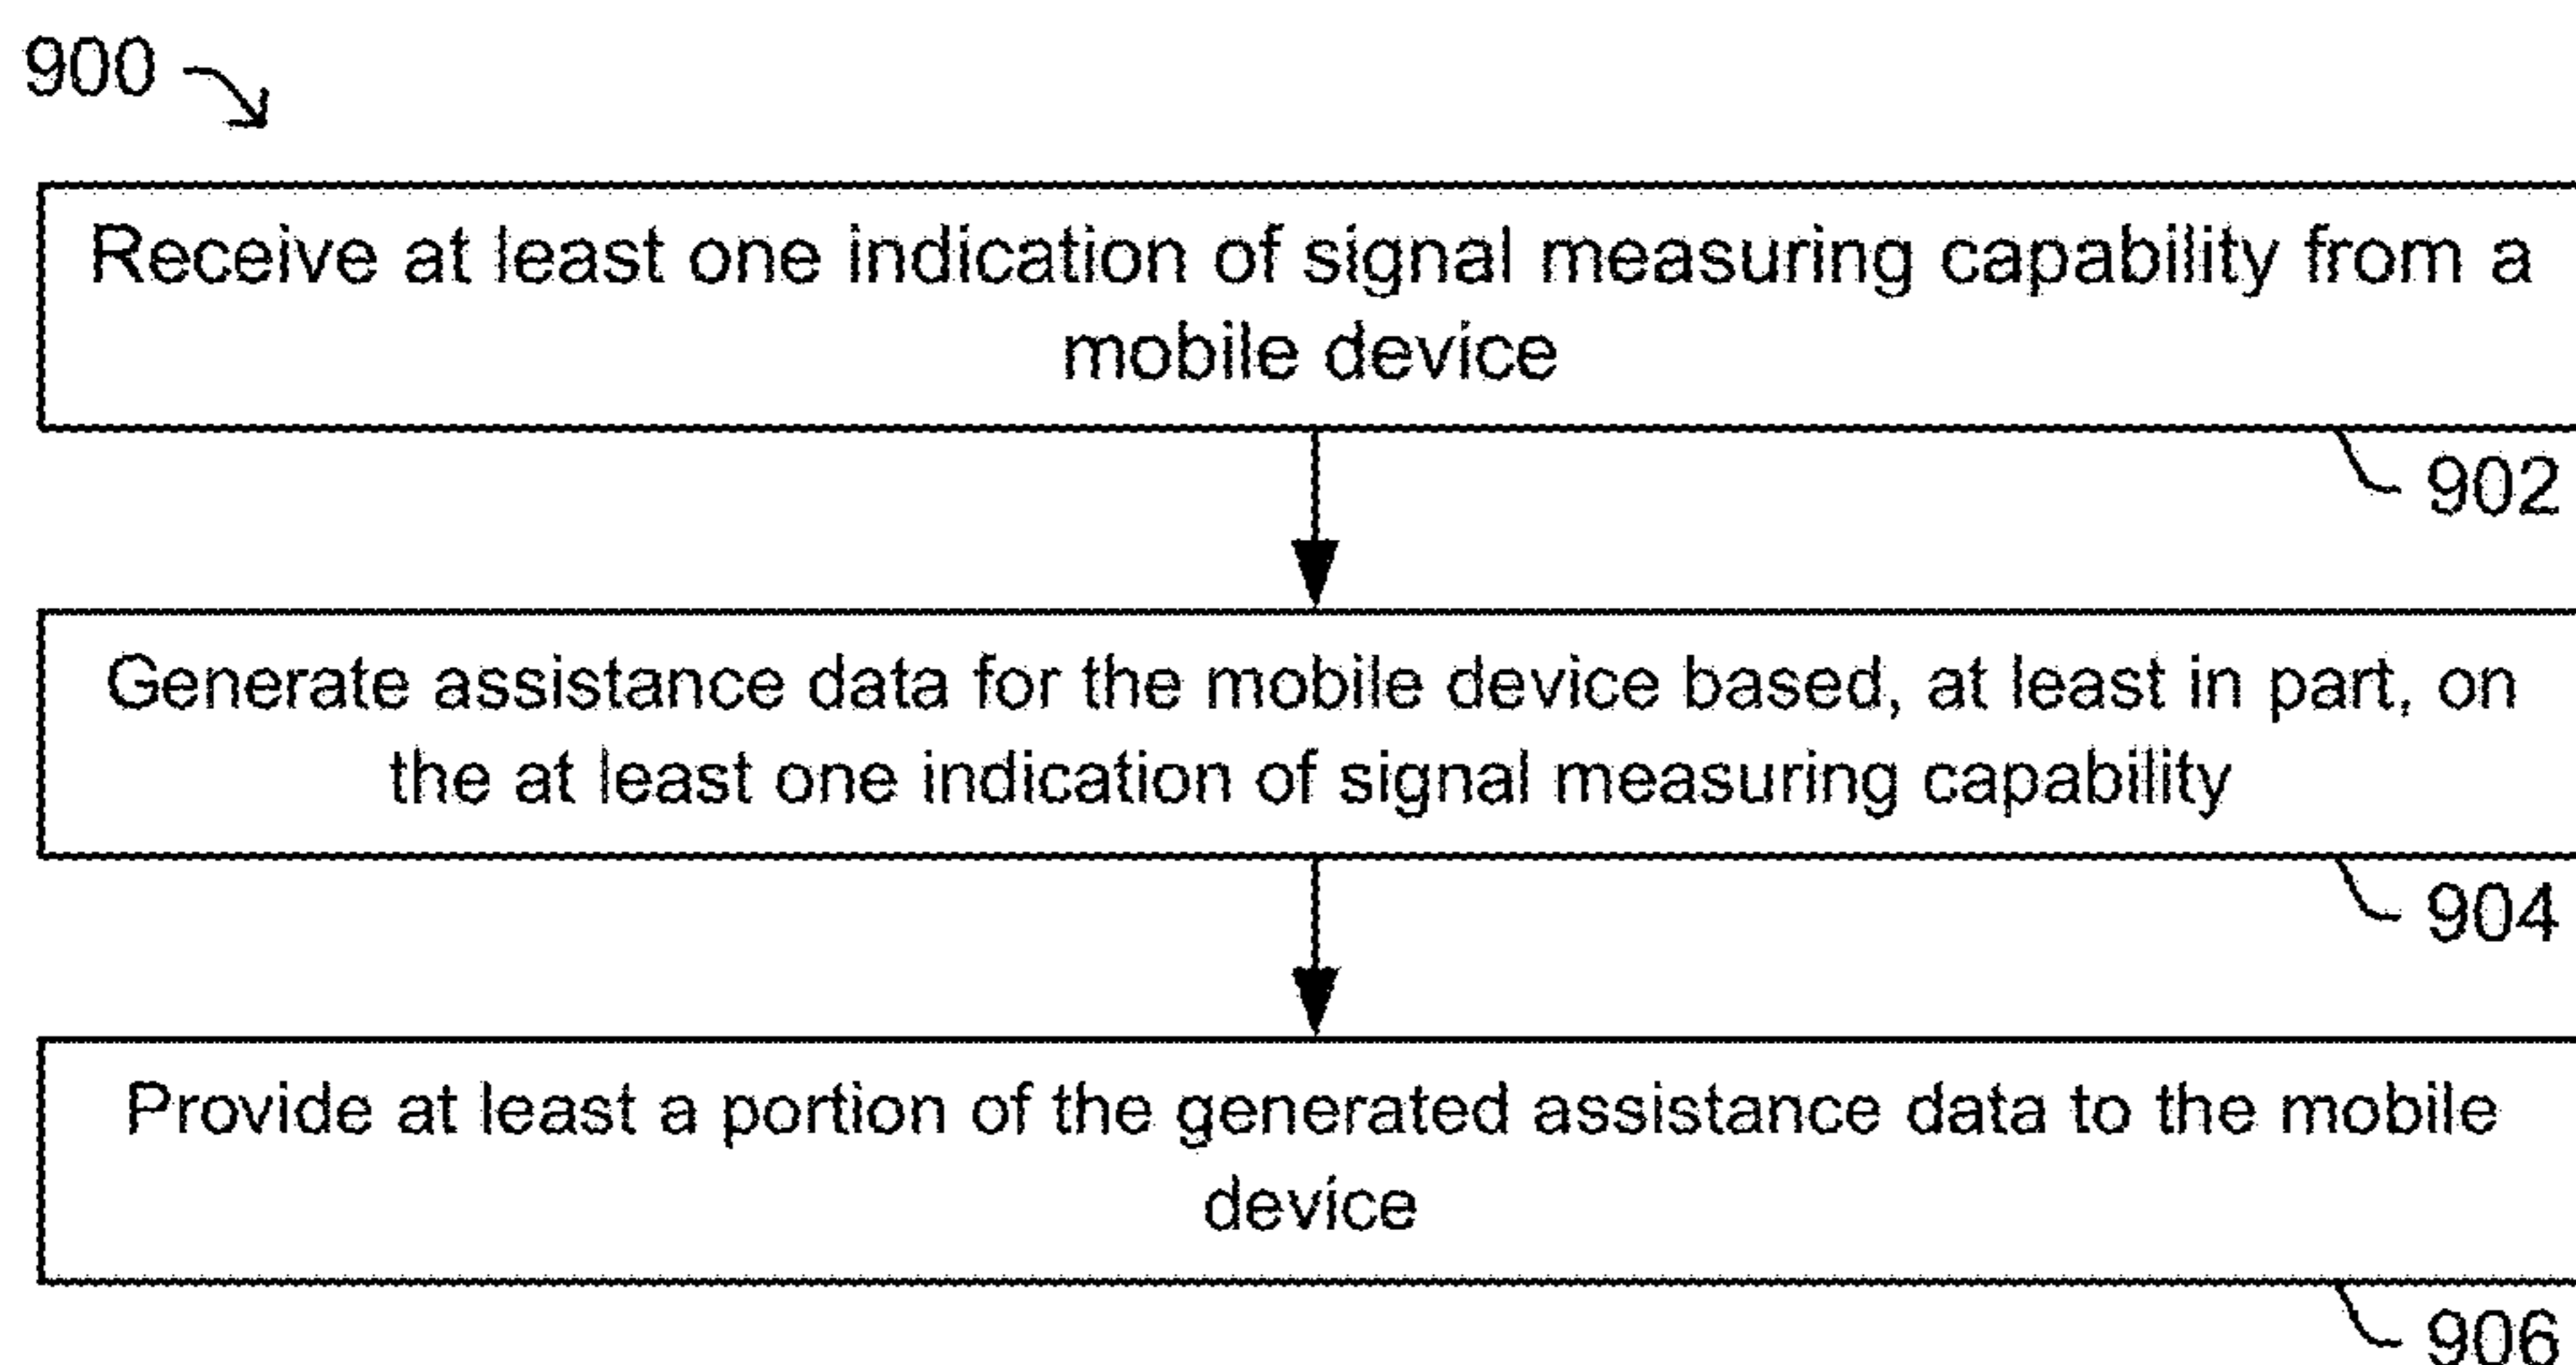 900
Receive at least one indication of signal measuring capability from a
mobile device
902
Generate assistance data for the mobile device based, at least in part, on
the at least one indication of signal measuring capability
904
Provide at least a portion of the generated assistance data to the mobile
device
906